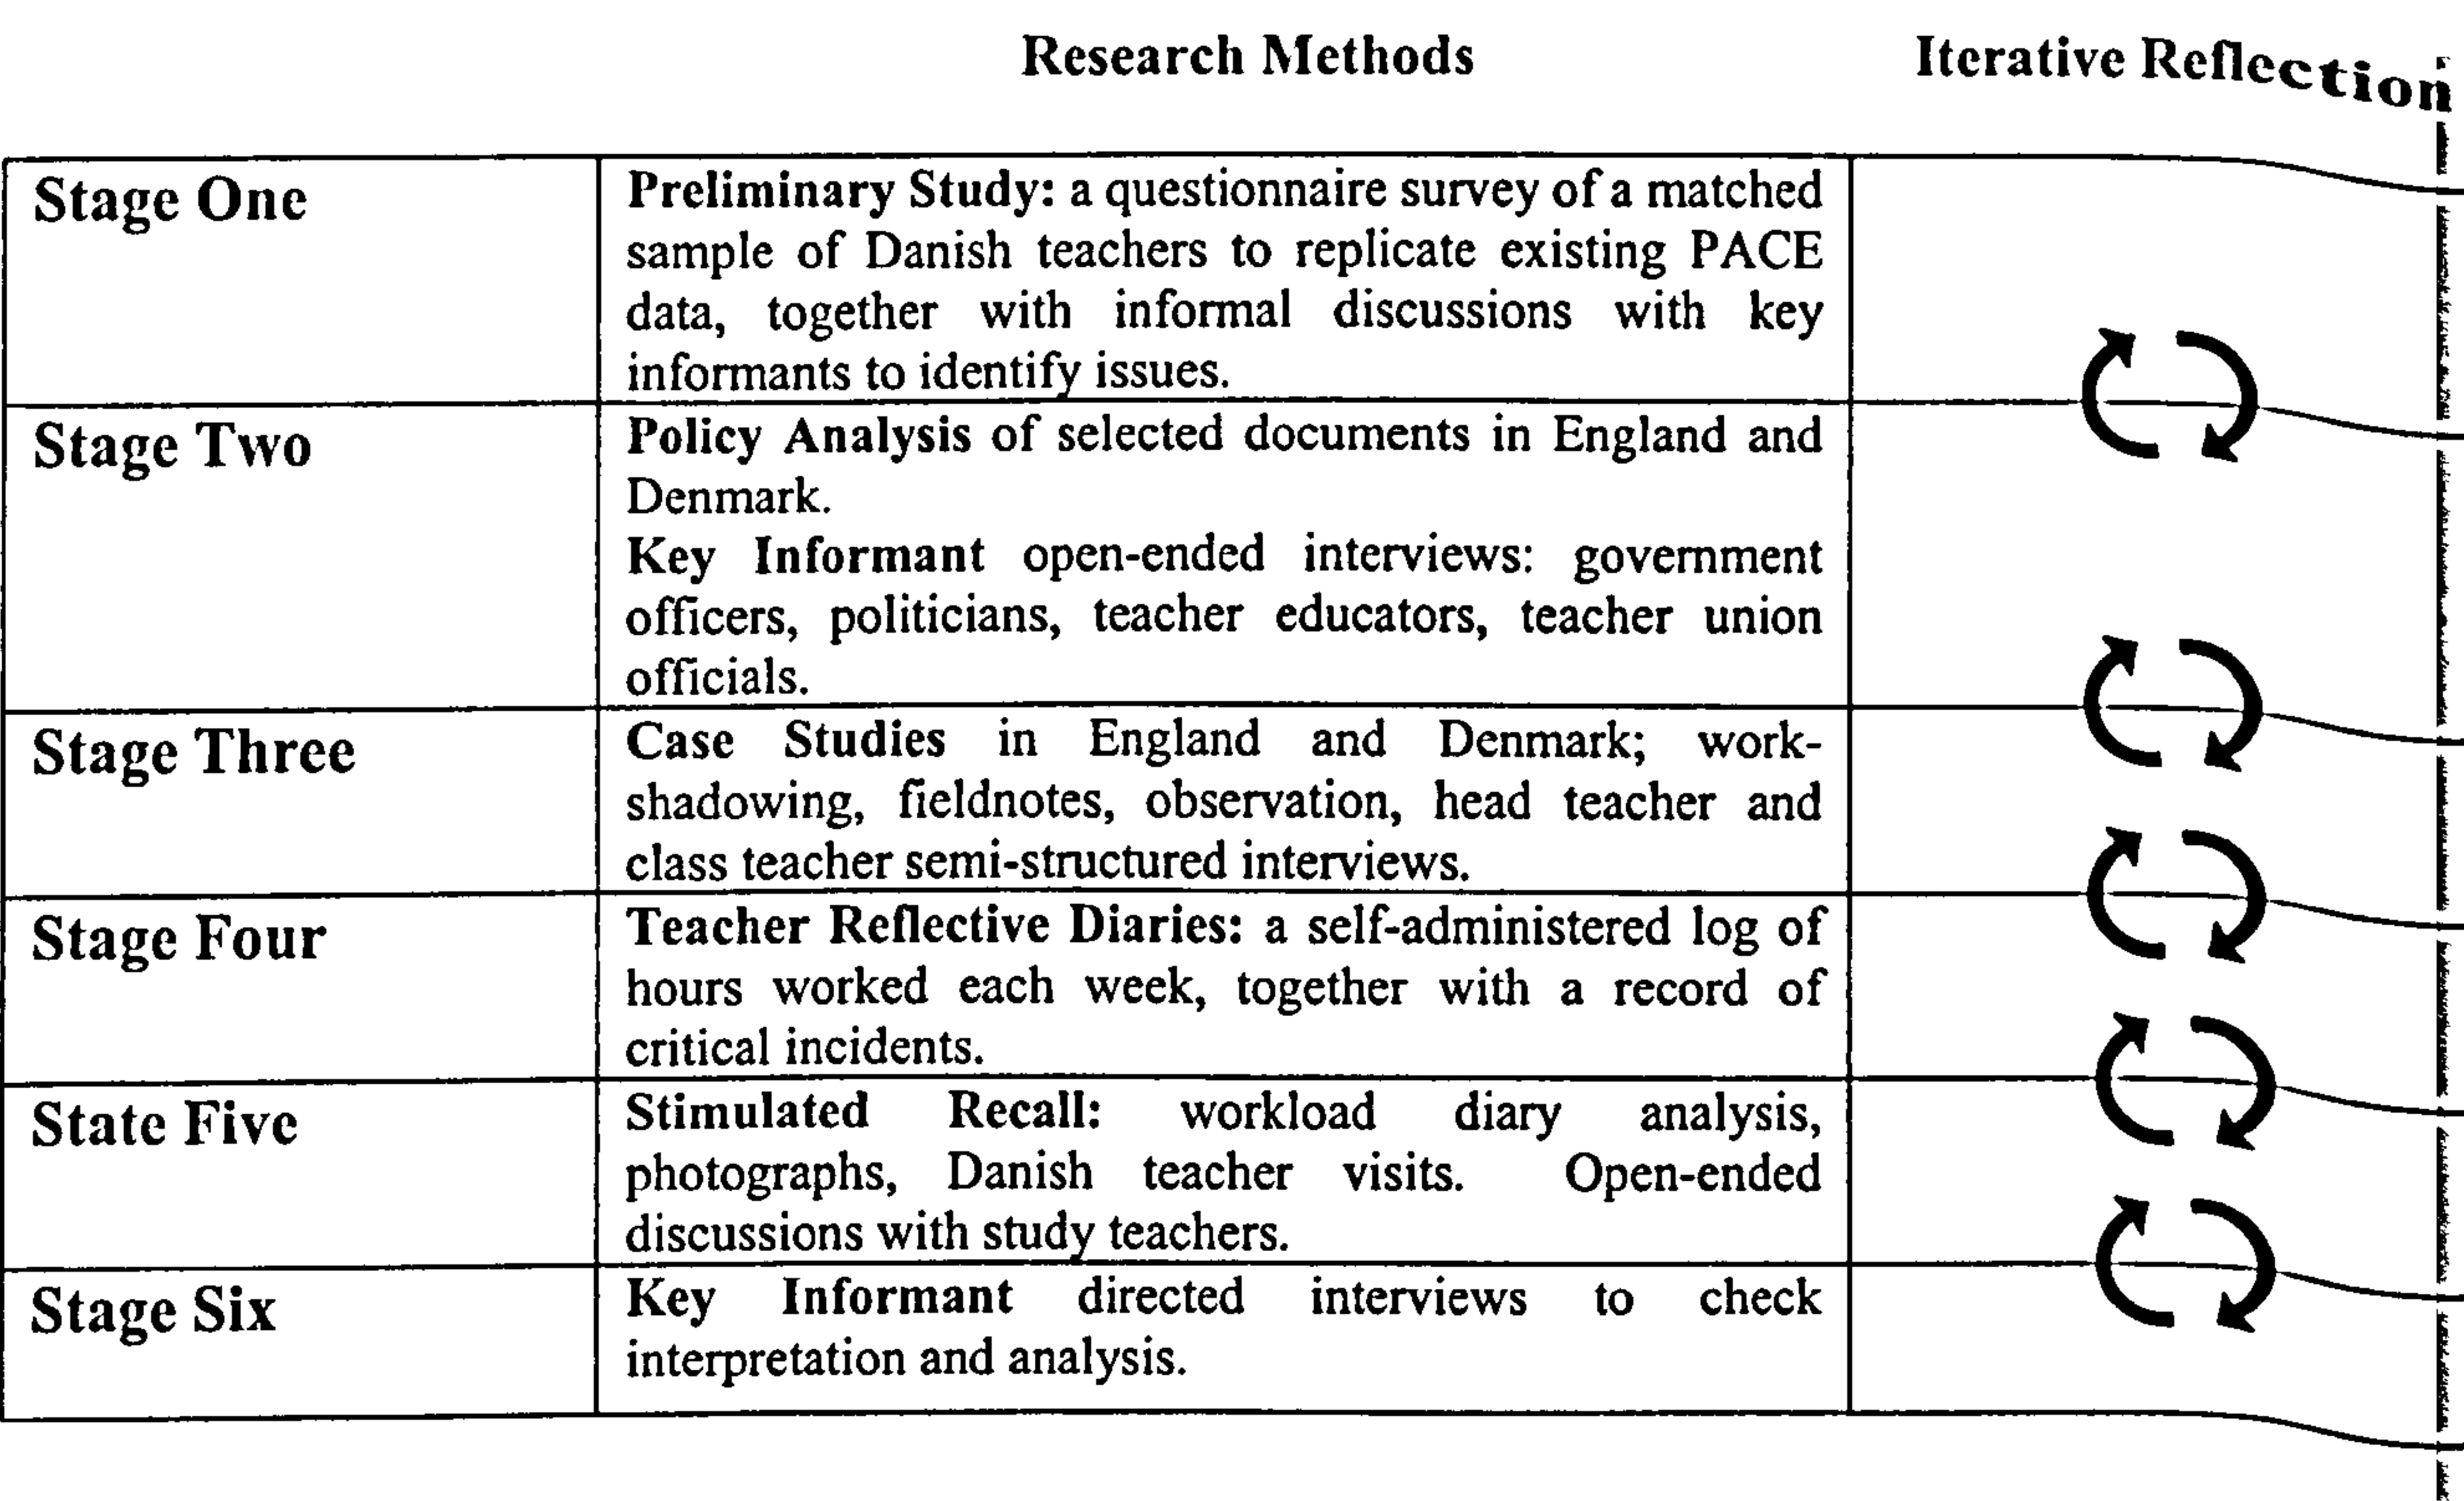 Research Methods
Iterative Reflection
Stage One
Preliminary Study: a questionnaire survey of a matched
sample of Danish teachers to replicate existing PACE
data, together with informal discussions with key
informants to identify issues.
Stage Two
Policy Analysis of selected documents in England and
Denmark.
Key Informant open-ended interviews: government
officers, politicians, teacher educators, teacher union
officials.
Stage Three
Case Studies in England and Denmark; work-
shadowing, fieldnotes, observation, head teacher and
class teacher semi-structured interviews.
Stage Four
Teacher Reflective Diaries: a self-administered log of
hours worked each week, together with a record of
critical incidents.
State Five
Stimulated Recall: workload diary analysis,
photographs, Danish teacher visits. Open-ended
discussions with study teachers.
Stage Six
Key Informant directed interviews to check
interpretation and analysis.